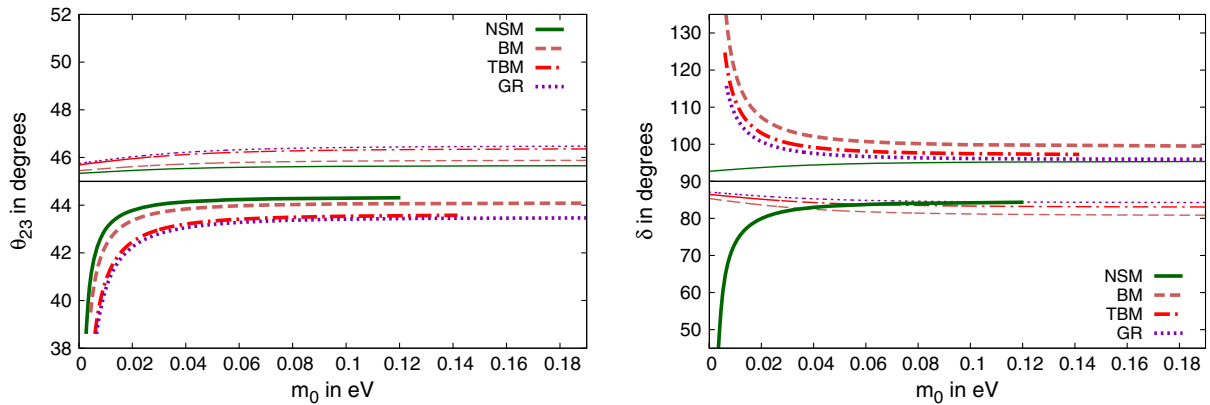 52
50
48
46
44
42
40
38
θ23 in degrees
0 0.02 0.04 0.06 0.08 0.1 0.12 0.14 0.16 0.18
m0 in eV
NSM
BM
TBM
GR
130
120
110
100
90
80
70
60
50
δ in degrees
0 0.02 0.04 0.06 0.08 0.1 0.12 0.14 0.16 0.18
m0 in eV
NSM
BM
TBM
GR